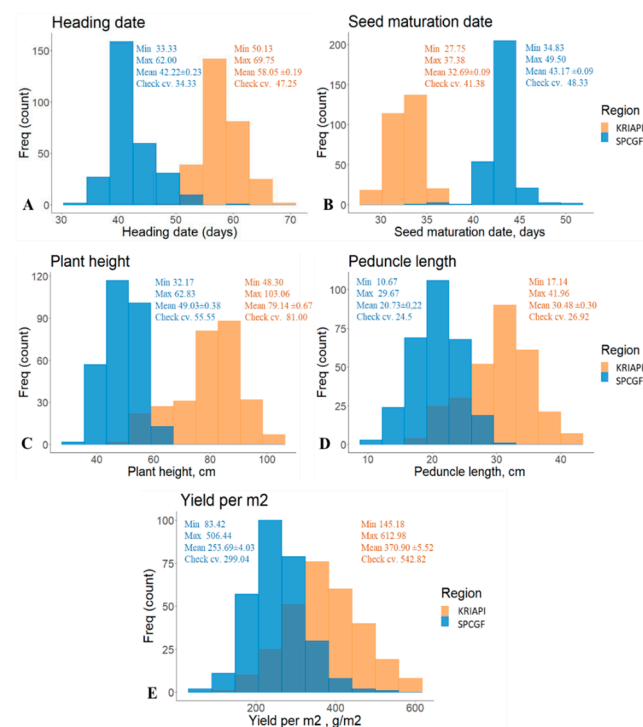 Heading date
Min 33.33
Max 62.00
Mean 42.22±0.23
Check cv. 34.33
Min 50.13
Max 69.75
Mean 58.05 ±0.19
Check cv. 47.25
Freq (count)
150
100
50
0
30 40 50 60 70
A
Heading date (days)
Seed maturation date
Min 27.75
Max 37.38
Mean 32.69±0.09
Check cv. 41.38
Min 34.83
Max 49.50
Mean 43.17 ±0.09
Check cv. 48.33
Freq (count)
200
150
100
50
0
30 35 40 45 50
B
Seed maturation date, days
Region
KRIAPI
SPCGF
Plant height
Min 32.17
Max 62.83
Mean 49.03±0.38
Check cv. 55.55
Min 48.30
Max 103.06
Mean 79.14 ±0.67
Check cv. 81.00
Freq (count)
120
90
60
30
0
40 60 80 100
C
Plant height, cm
Peduncle length
Min 10.67
Max 29.67
Mean 20.73±0,22
Check cv. 24.5
Min 17.14
Max 41.96
Mean 30.48 ±0.30
Check cv. 26.92
Freq (count)
100
75
50
25
0
10 20 30 40
D
Peduncle length, cm
Region
KRIAPI
SPCGF
Yield per m2
Min 83.42
Max 506.44
Mean 253.69±4.03
Check cv. 299.04
Min 145.18
Max 612.98
Mean 370.90 ±5.52
Check cv. 542.82
Freq (count)
100
75
50
25
0
200 400 600
E
Yield per m2 , g/m2
Region
KRIAPI
SPCGF